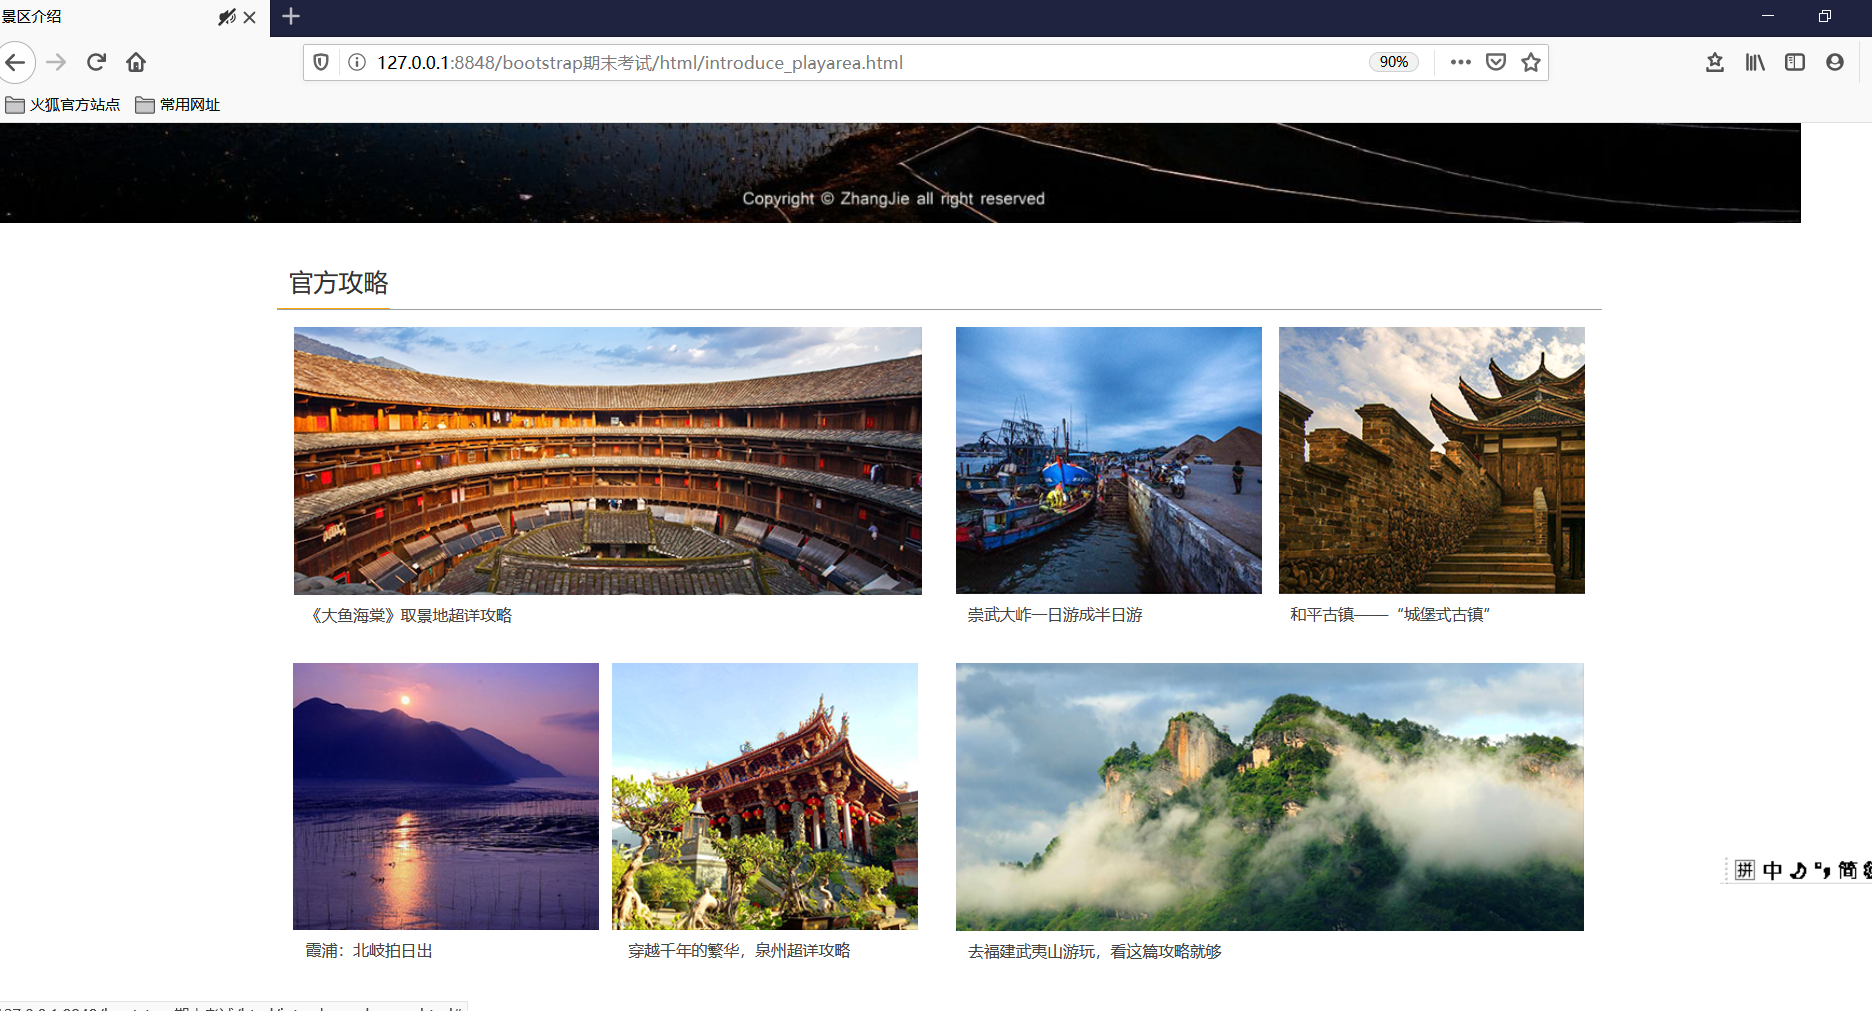 景区介绍
127.0.0.1:8848/bootstrap期末考试/html/introduce_playarea.html
90%
火狐官方站点
常用网址
Copyright © ZhangJie all right reserved
官方攻略
《大鱼海棠》取景地超详攻略
崇武大岞一日游成半日游
和平古镇——“城堡式古镇”
拼 中 简
霞浦：北岐拍日出
穿越千年的繁华，泉州超详攻略
去福建武夷山游玩，看这篇攻略就够